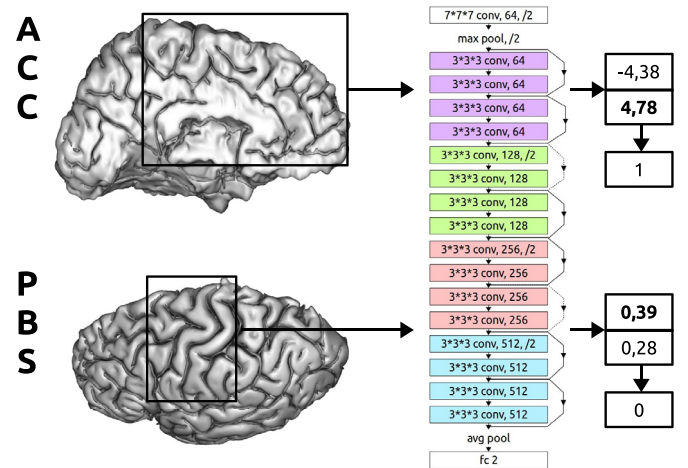 A
C
C
7*7*7 conv, 64, /2
max pool, /2
3*3*3 conv, 64
3*3*3 conv, 64
3*3*3 conv, 64
3*3*3 conv, 64
3*3*3 conv, 128, /2
3*3*3 conv, 128
3*3*3 conv, 128
3*3*3 conv, 128
3*3*3 conv, 256, /2
3*3*3 conv, 256
3*3*3 conv, 256
3*3*3 conv, 256
3*3*3 conv, 512, /2
3*3*3 conv, 512
3*3*3 conv, 512
3*3*3 conv, 512
avg pool
fc 2
-4,38
4,78
1
P
B
S
0,39
0,28
0